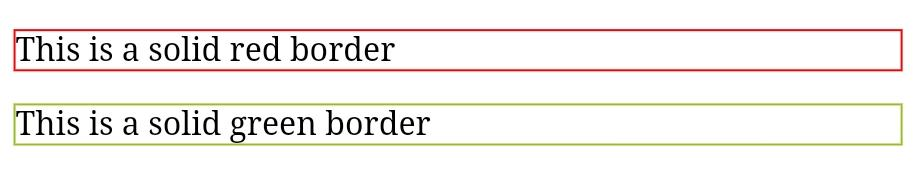 This is a solid red border
This is a solid green border